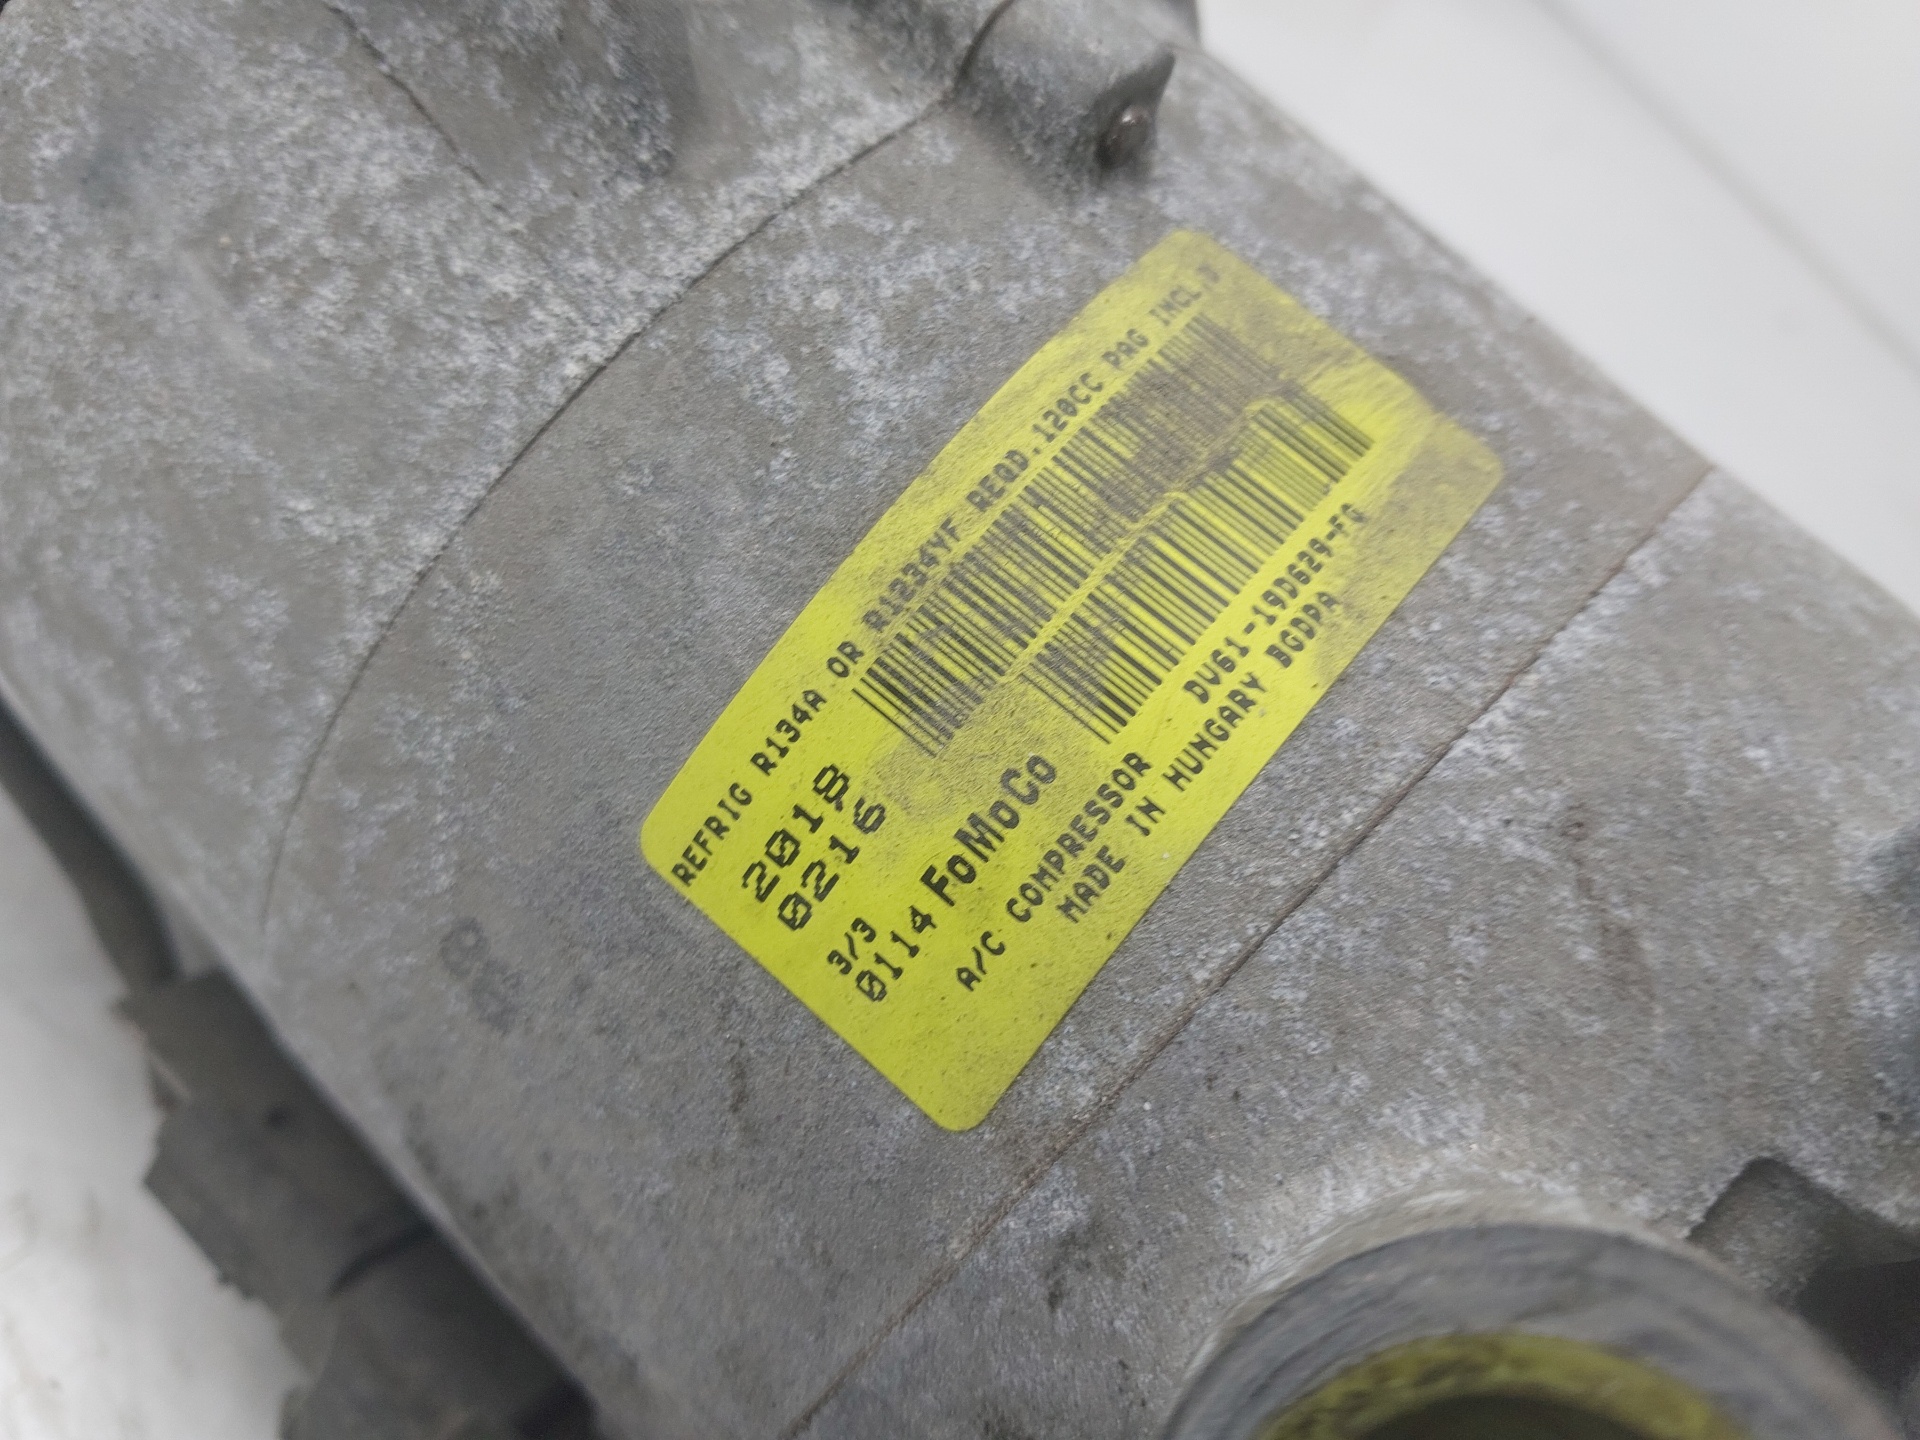 REFRIG R134A OR R1234YF REQD.120CC PAG INCL.D
2018
0216
3/3
0114 FoMoCo
A/C COMPRESSOR DV61-19D629-FG
MADE IN HUNGARY BGDPA